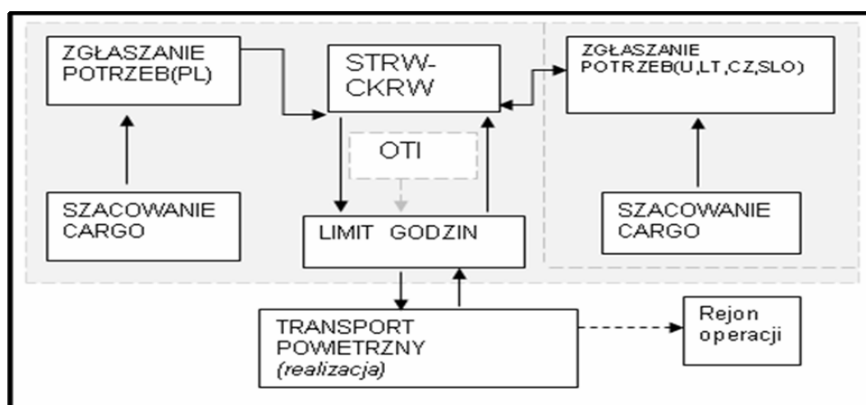 ZGŁASZANIE
POTRZEB(PL)
STRW-
CKRW
ZGŁASZANIE
POTRZEB(U,LT,CZ,SLO)
OTI
SZACOWANIE
CARGO
LIMIT GODZIN
SZACOWANIE
CARGO
TRANSPORT
POWIETRZNY
(realizacja)
Rejon
operacji